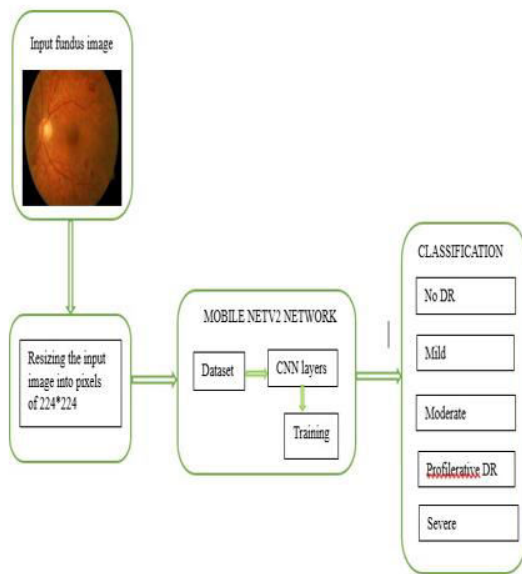 Input fundus image
Resizing the input
image into pixels
of 224*224
MOBILE NETV2 NETWORK
Dataset
CNN layers
Training
CLASSIFICATION
No DR
Mild
Moderate
Profilerative DR
Severe